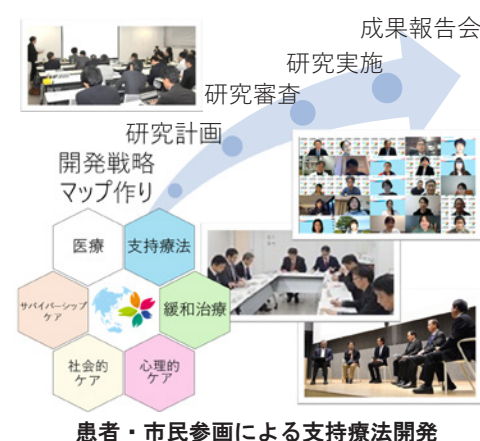 成果報告会
研究実施
研究審査
研究計画
開発戦略
マップ作り
医療
支持療法
サバイバーシップ
ケア
緩和治療
社会的
ケア
心理的
ケア
患者・市民参画による支持療法開発